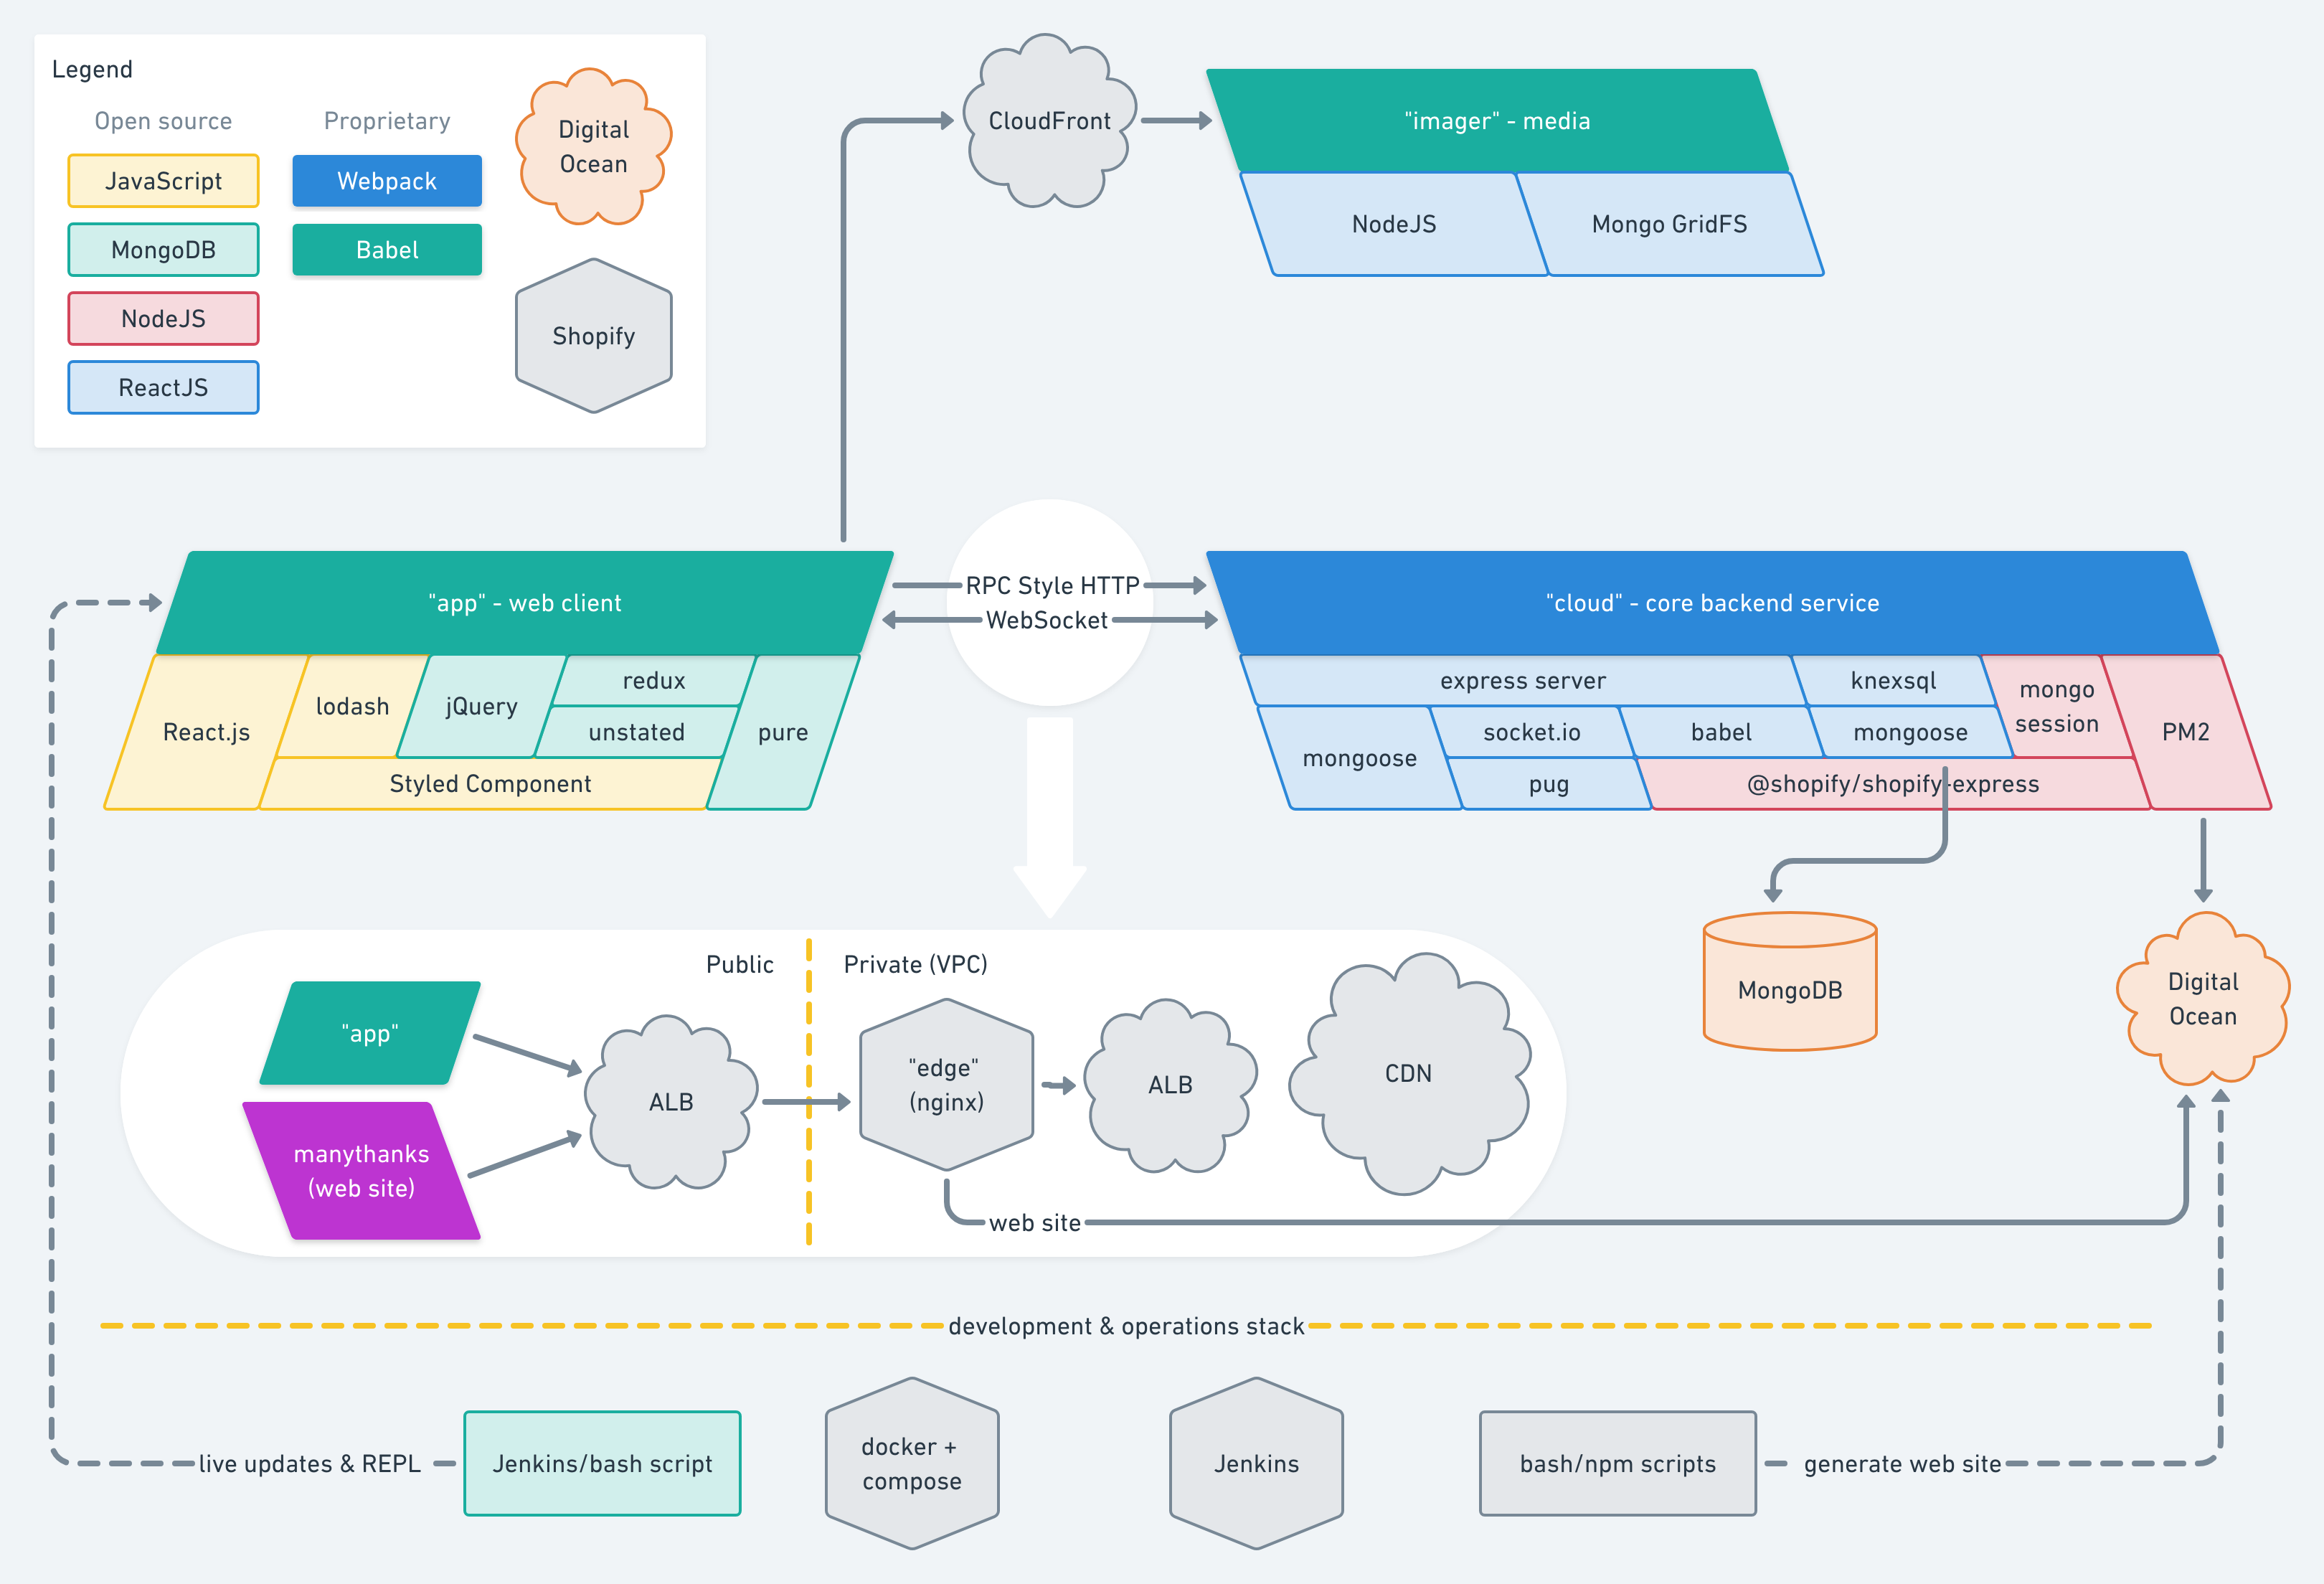 Legend
Open source
Proprietary
JavaScript
MongoDB
NodeJS
ReactJS
Webpack
Babel
Digital
Ocean
Shopify
CloudFront
"imager" - media
NodeJS
Mongo GridFS
"app" - web client
React.js
lodash
jQuery
redux
unstated
pure
Styled Component
RPC Style HTTP
WebSocket
"cloud" - core backend service
express server
knexsql
mongo
session
PM2
mongoose
socket.io
babel
mongoose
pug
@shopify/shopify-express
Public
Private (VPC)
"app"
manythanks
(web site)
ALB
"edge"
(nginx)
ALB
CDN
web site
MongoDB
Digital
Ocean
development & operations stack
live updates & REPL
Jenkins/bash script
docker +
compose
Jenkins
bash/npm scripts
generate web site